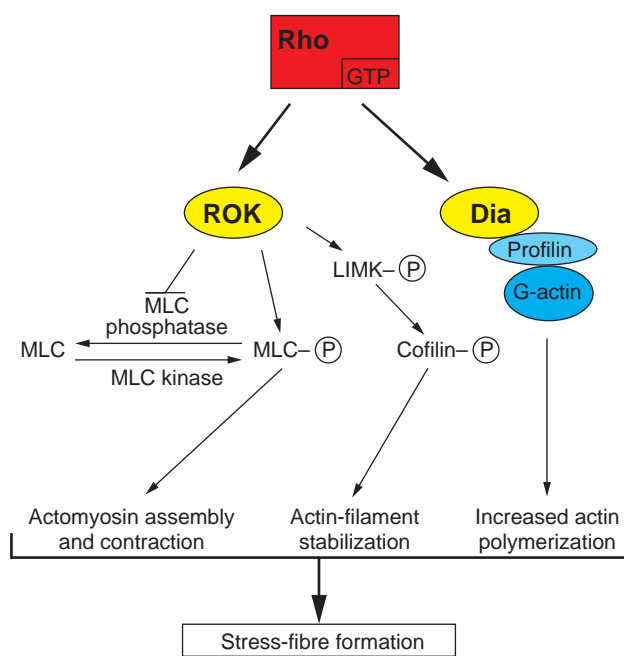 Rho
GTP
ROK
Dia
Profilin
G-actin
LIMK–P
MLC
phosphatase
MLC
MLC–P
MLC kinase
Cofilin–P
Actomyosin assembly
and contraction
Actin-filament
stabilization
Increased actin
polymerization
Stress-fibre formation